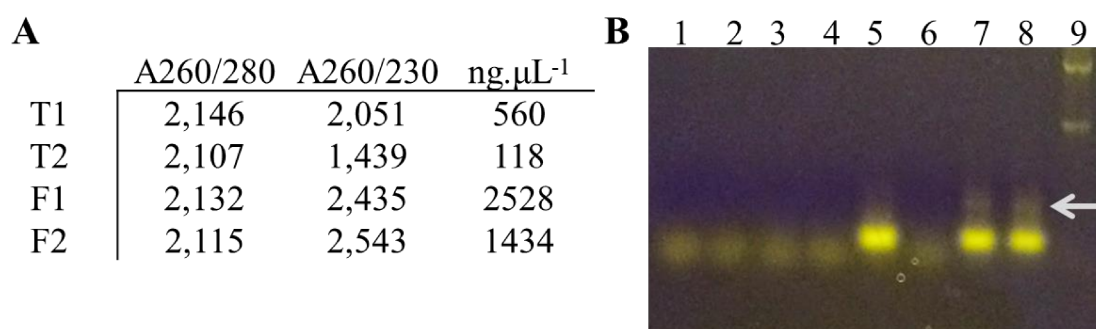 A
A260/280 A260/230 ng.μL-1
T1 2,146 2,051 560
T2 2,107 1,439 118
F1 2,132 2,435 2528
F2 2,115 2,543 1434
B
1 2 3 4 5 6 7 8 9